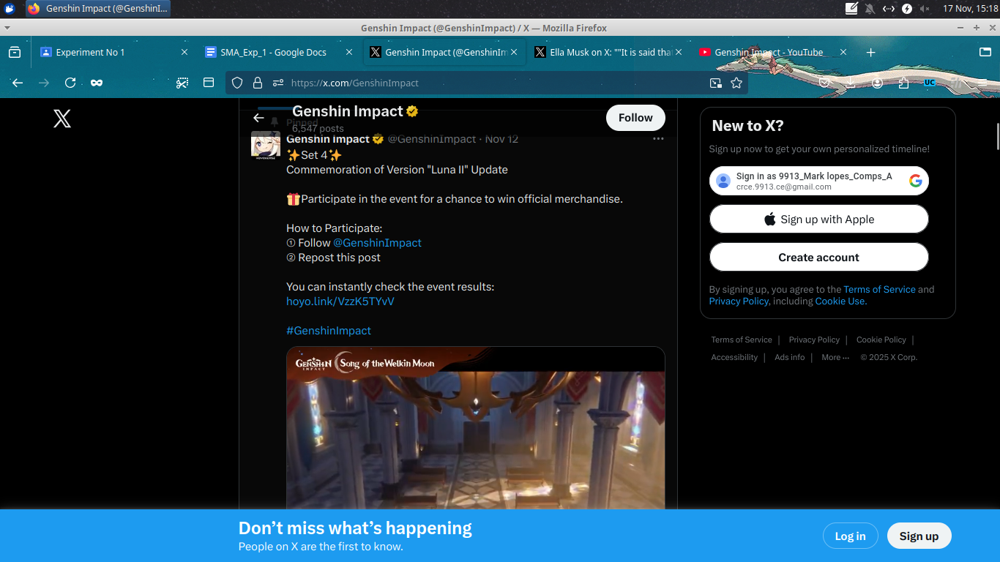 Genshin Impact (@GenshinI...
17 Nov, 15:18
Genshin Impact (@GenshinImpact) / X — Mozilla Firefox
Experiment No 1
SMA_Exp_1 - Google Docs
Genshin Impact (@GenshinIm
Ella Musk on X: ""It is said tha
Genshin Impact - YouTube
https://x.com/GenshinImpact
UC
Genshin Impact
6,547 posts
Follow
Pinned
Genshin Impact @GenshinImpact · Nov 12
✨Set 4✨
Commemoration of Version "Luna II" Update
🎁Participate in the event for a chance to win official merchandise.
How to Participate:
① Follow @GenshinImpact
② Repost this post
You can instantly check the event results:
hoyo.link/VzzK5TYvV
#GenshinImpact
GENSHIN IMPACT
Song of the Welkin Moon
New to X?
Sign up now to get your own personalized timeline!
Sign in as 9913_Mark lopes_Comps_A
crce.9913.ce@gmail.com
Sign up with Apple
Create account
By signing up, you agree to the Terms of Service and
Privacy Policy, including Cookie Use.
Terms of Service | Privacy Policy | Cookie Policy |
Accessibility | Ads info | More ··· © 2025 X Corp.
Don't miss what's happening
People on X are the first to know.
Log in
Sign up